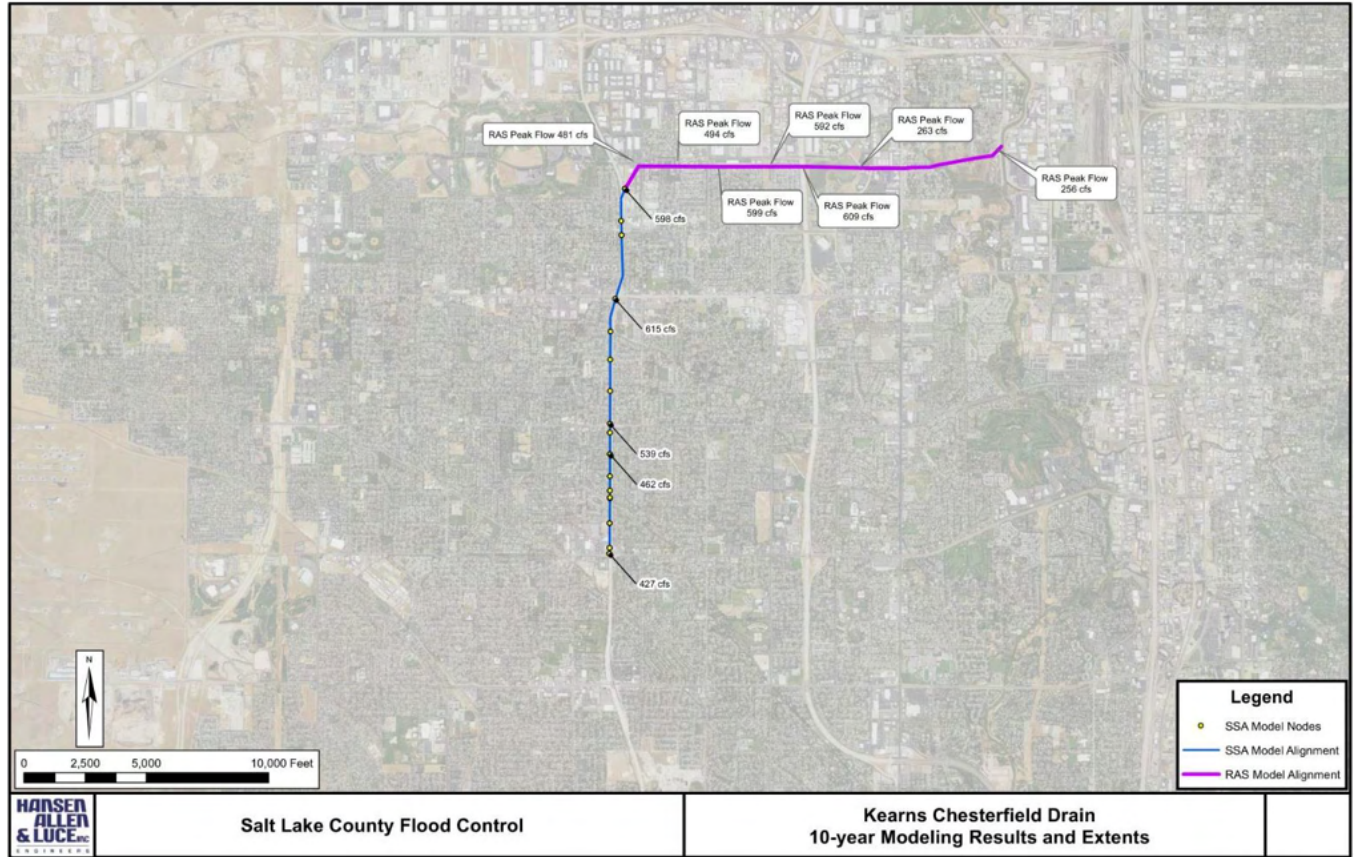 RAS Peak Flow 481 cfs
RAS Peak Flow
494 cfs
RAS Peak Flow
592 cfs
RAS Peak Flow
263 cfs
RAS Peak Flow
256 cfs
RAS Peak Flow
599 cfs
RAS Peak Flow
609 cfs
598 cfs
615 cfs
539 cfs
462 cfs
427 cfs
N
0 2,500 5,000 10,000 Feet
Legend
SSA Model Nodes
SSA Model Alignment
RAS Model Alignment
HANSEN
ALLEN
& LUCE INC
ENGINEERS
Salt Lake County Flood Control
Kearns Chesterfield Drain
10-year Modeling Results and Extents